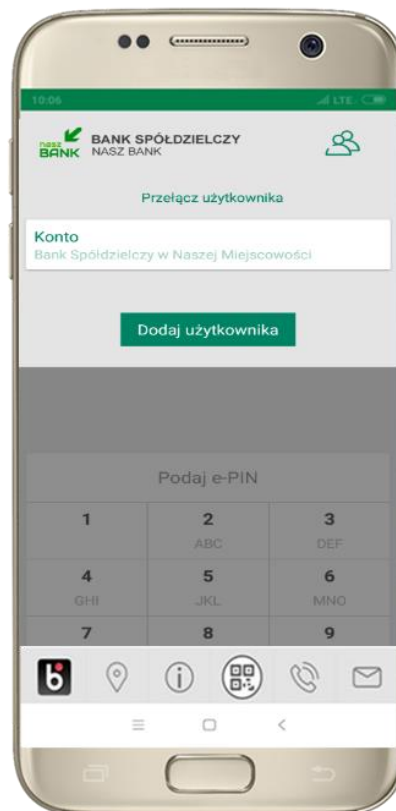 10:06 LTE
nasz BANK
BANK SPÓŁDZIELCZY
NASZ BANK
Przełącz użytkownika
Konto
Bank Spółdzielczy w Naszej Miejscowości
Dodaj użytkownika
Podaj e-PIN
1 2 3
ABC DEF
4 5 6
GHI JKL MNO
7 8 9
b